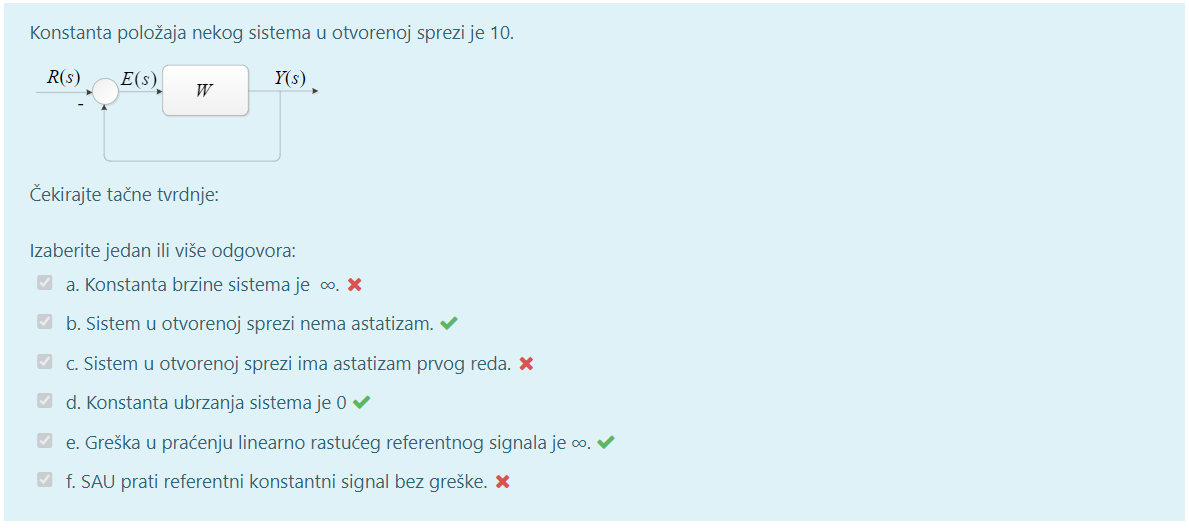 Konstanta položaja nekog sistema u otvorenoj sprezi je 10.
R(s) E(s) W Y(s)
-
Čekirajte tačne tvrdnje:
Izaberite jedan ili više odgovora:
a. Konstanta brzine sistema je ∞.
b. Sistem u otvorenoj sprezi nema astatizam.
c. Sistem u otvorenoj sprezi ima astatizam prvog reda.
d. Konstanta ubrzanja sistema je 0
e. Greška u praćenju linearno rastućeg referentnog signala je ∞.
f. SAU prati referentni konstantni signal bez greške.